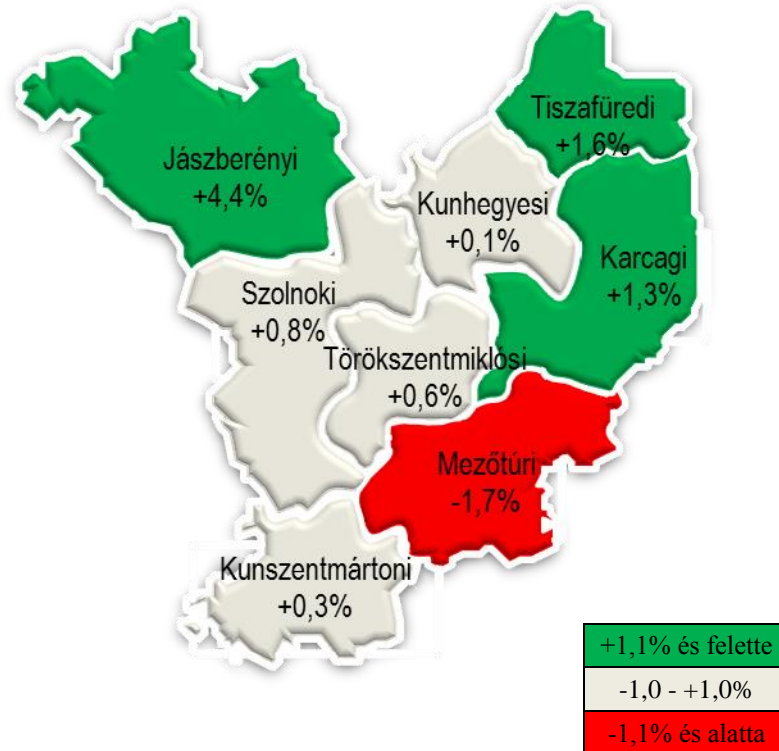 Tiszafüredi
+1,6%
Jászberényi
+4,4%
Kunhegyesi
+0,1%
Karcagi
+1,3%
Szolnoki
+0,8%
Törökszentmiklósi
+0,6%
Mezőtúri
-1,7%
Kunszentmártoni
+0,3%
+1,1% és felette
-1,0 - +1,0%
-1,1% és alatta